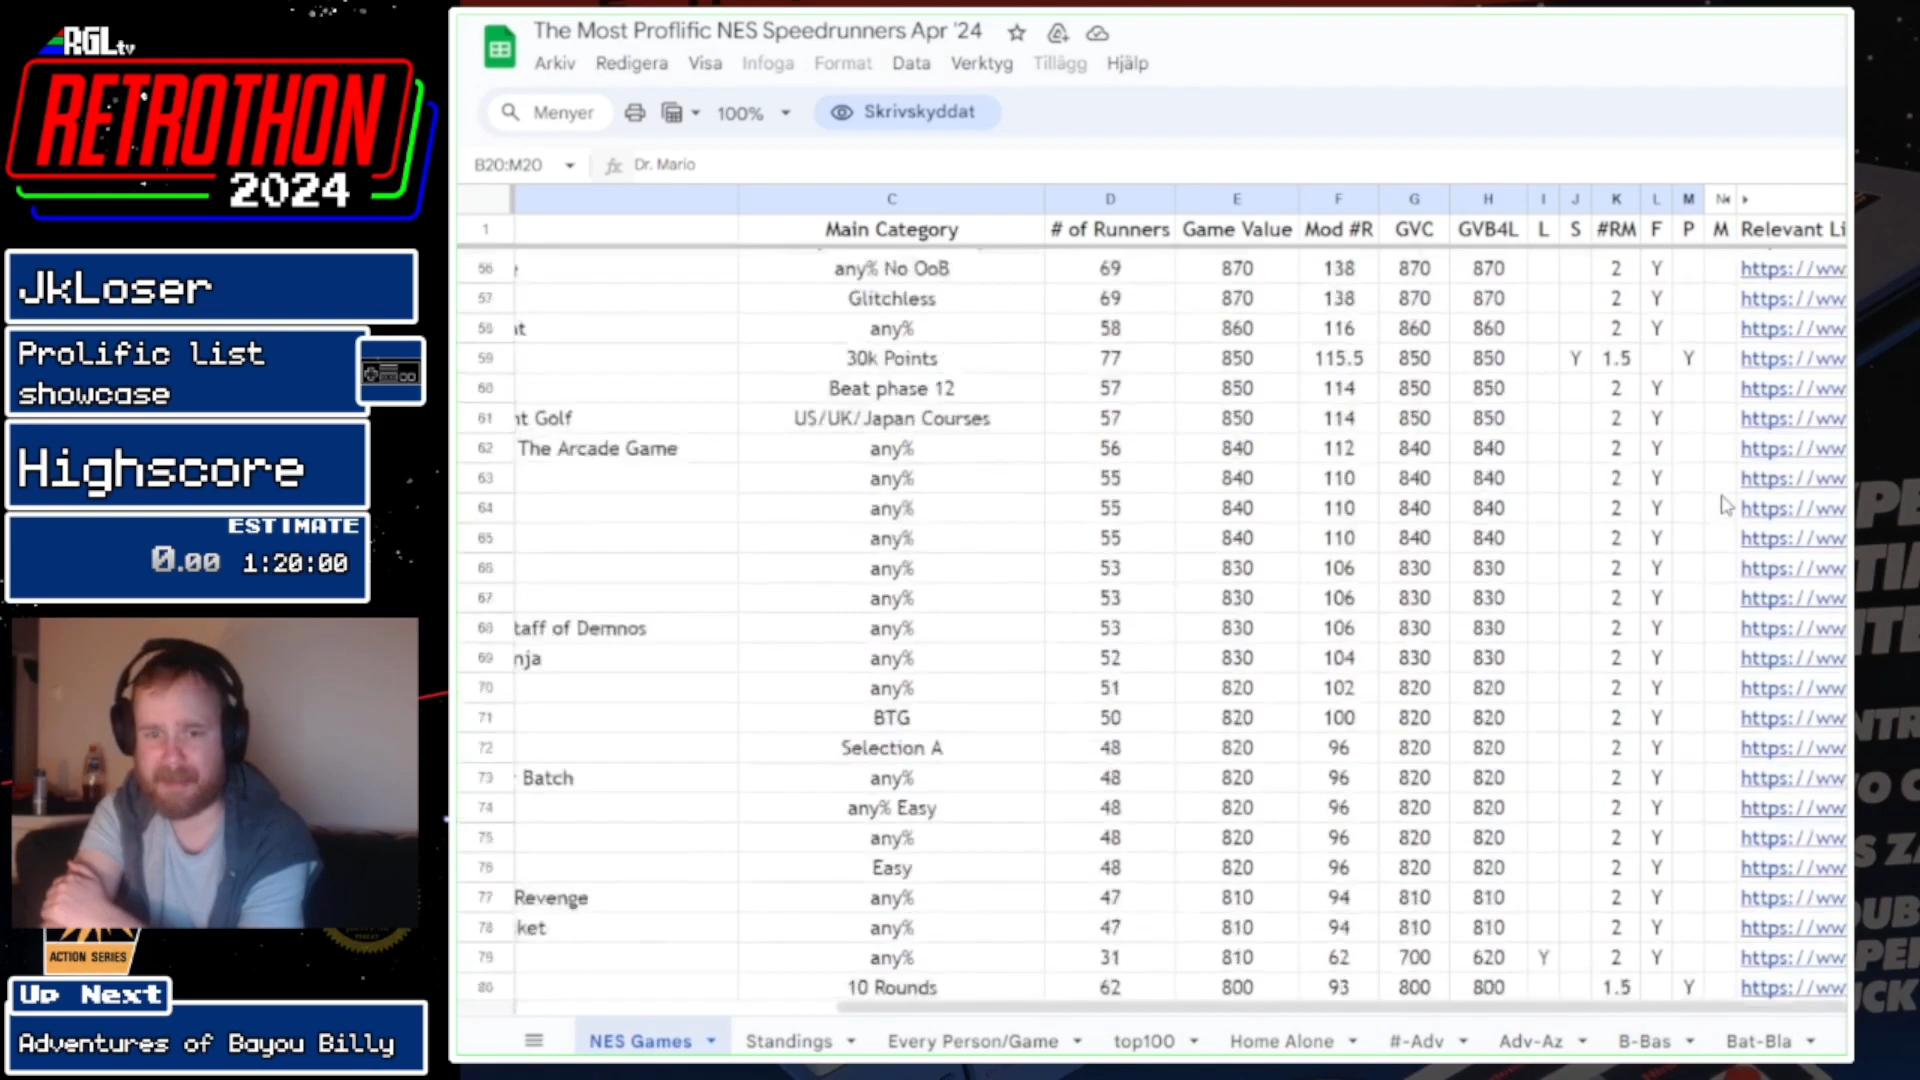 RGLtv
RETROTHON
2024
JkLoser
Prolific list
showcase
Highscore
ESTIMATE
0.00 1:20:00
ACTION SERIES
Up Next
Adventures of Bayou Billy
The Most Proflific NES Speedrunners Apr '24
Arkiv Redigera Visa Infoga Format Data Verktyg Tillägg Hjälp
Menyer 100% Skrivskyddat
B20:M20 fx Dr. Mario
C D E F G H I J K L M
1 Main Category # of Runners Game Value Mod #R GVC GVB4L L S #RM F P M Relevant Li
56 any% No OoB 69 870 138 870 870 2 Y https://ww
57 Glitchless 69 870 138 870 870 2 Y https://ww
58 at any% 58 860 116 860 860 2 Y https://ww
59 30k Points 77 850 115.5 850 850 Y 1.5 Y https://ww
60 Beat phase 12 57 850 114 850 850 2 Y https://ww
61 nt Golf US/UK/Japan Courses 57 850 114 850 850 2 Y https://ww
62 The Arcade Game any% 56 840 112 840 840 2 Y https://ww
63 any% 55 840 110 840 840 2 Y https://ww
64 any% 55 840 110 840 840 2 Y https://ww
65 any% 55 840 110 840 840 2 Y https://ww
66 any% 53 830 106 830 830 2 Y https://ww
67 any% 53 830 106 830 830 2 Y https://ww
68 taff of Demnos any% 53 830 106 830 830 2 Y https://ww
69 nja any% 52 830 104 830 830 2 Y https://ww
70 any% 51 820 102 820 820 2 Y https://ww
71 BTG 50 820 100 820 820 2 Y https://ww
72 Selection A 48 820 96 820 820 2 Y https://ww
73 Batch any% 48 820 96 820 820 2 Y https://ww
74 any% Easy 48 820 96 820 820 2 Y https://ww
75 any% 48 820 96 820 820 2 Y https://ww
76 Easy 48 820 96 820 820 2 Y https://ww
77 Revenge any% 47 810 94 810 810 2 Y https://ww
78 ket any% 47 810 94 810 810 2 Y https://ww
79 any% 31 810 62 700 620 Y 2 Y https://ww
80 10 Rounds 62 800 93 800 800 1.5 Y https://ww
NES Games Standings Every Person/Game top100 Home Alone #-Adv Adv-Az B-Bas Bat-Bla